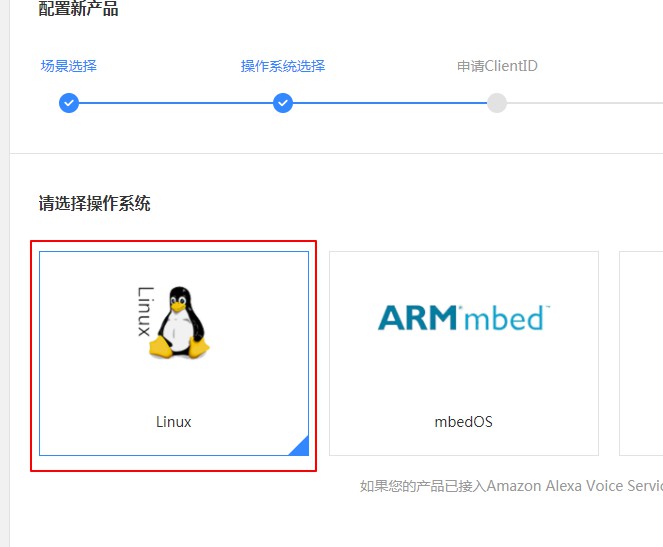 配置新产品
场景选择
操作系统选择
申请ClientID
请选择操作系统
Linux
ARM mbed
Linux
mbedOS
如果您的产品已接入Amazon Alexa Voice Servi